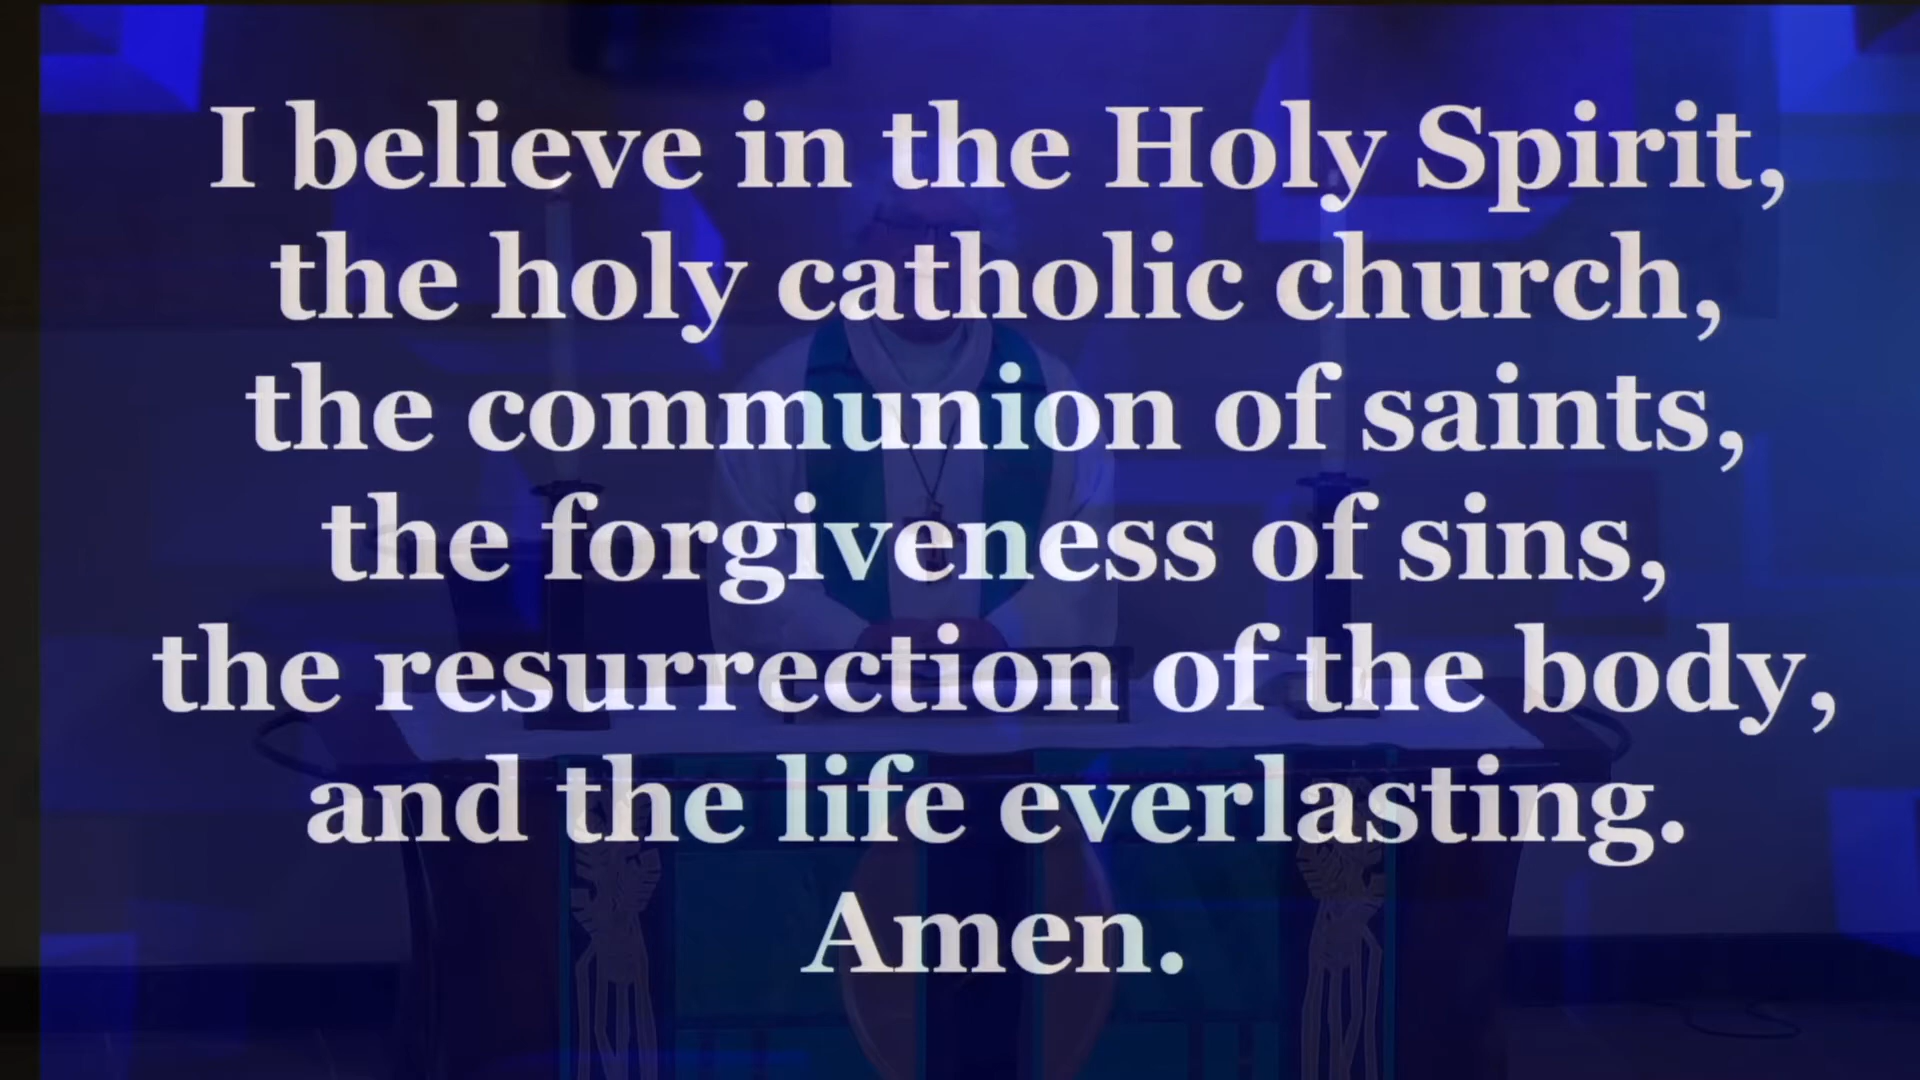 I believe in the Holy Spirit,
the holy catholic church,
the communion of saints,
the forgiveness of sins,
the resurrection of the body,
and the life everlasting.
Amen.